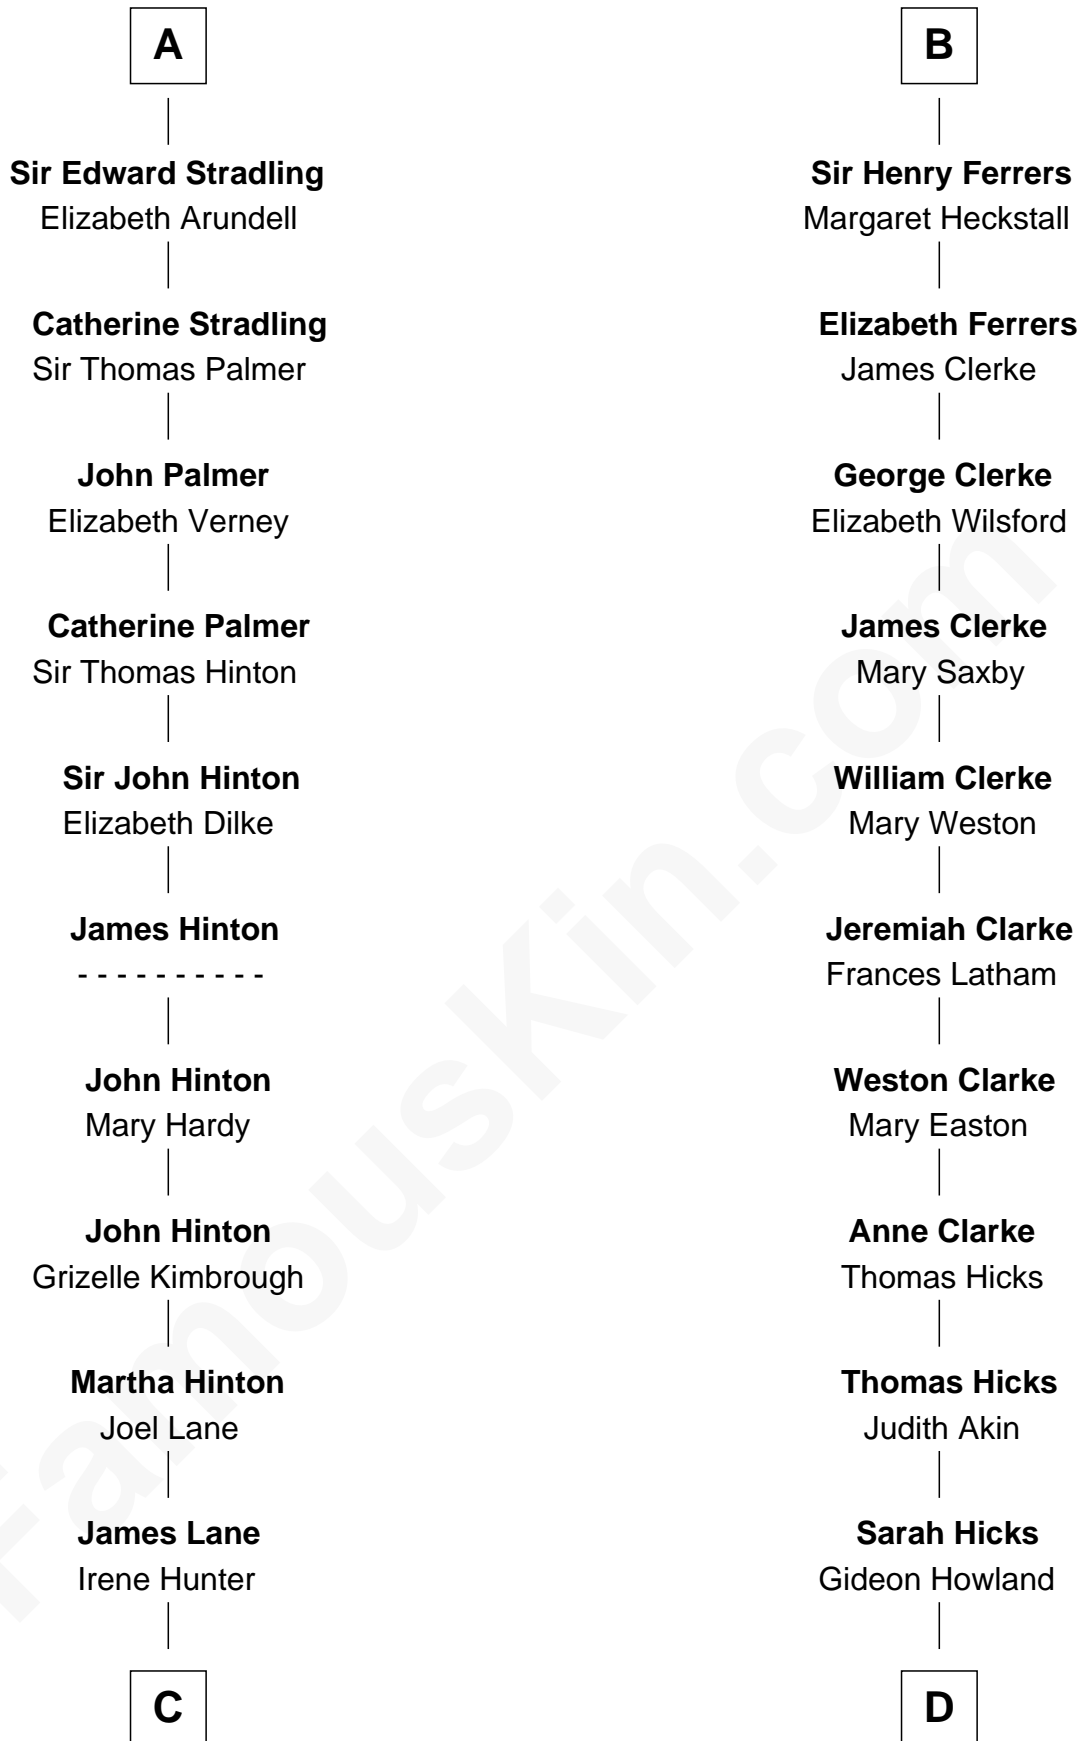 A
Sir Edward Stradling
Elizabeth Arundell
Catherine Stradling
Sir Thomas Palmer
John Palmer
Elizabeth Verney
Catherine Palmer
Sir Thomas Hinton
Sir John Hinton
Elizabeth Dilke
James Hinton
- - - - - - - - - -
John Hinton
Mary Hardy
John Hinton
Grizelle Kimbrough
Martha Hinton
Joel Lane
James Lane
Irene Hunter
C
B
Sir Henry Ferrers
Margaret Heckstall
Elizabeth Ferrers
James Clerke
George Clerke
Elizabeth Wilsford
James Clerke
Mary Saxby
William Clerke
Mary Weston
Jeremiah Clarke
Frances Latham
Weston Clarke
Mary Easton
Anne Clarke
Thomas Hicks
Thomas Hicks
Judith Akin
Sarah Hicks
Gideon Howland
D
FamousKin.com